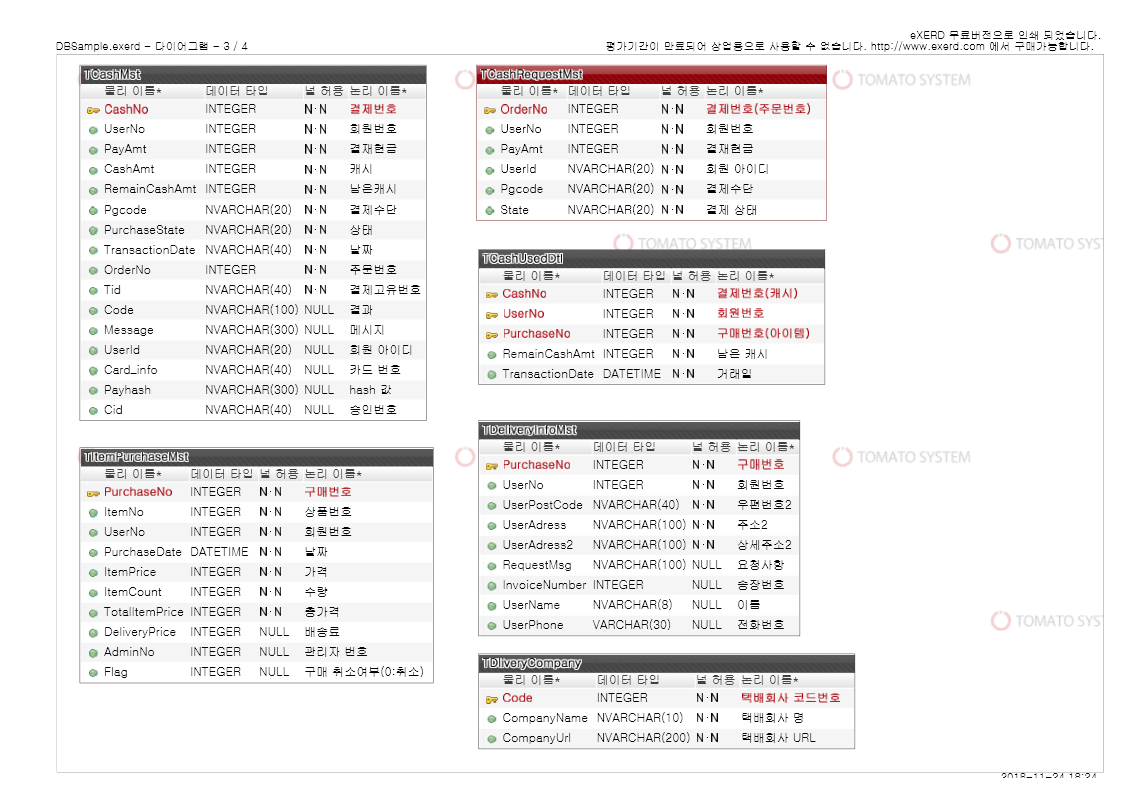 eXERD 무료버전으로 인쇄 되었습니다.
DBSample.exerd - 다이어그램 - 3 / 4
평가기간이 만료되어 상업용으로 사용할 수 없습니다. http://www.exerd.com 에서 구매가능합니다.
TCashMst
물리 이름* 데이터 타입 널 허용 논리 이름*
CashNo INTEGER N·N 결제번호
UserNo INTEGER N·N 회원번호
PayAmt INTEGER N·N 결재현금
CashAmt INTEGER N·N 캐시
RemainCashAmt INTEGER N·N 남은캐시
Pgcode NVARCHAR(20) N·N 결제수단
PurchaseState NVARCHAR(20) N·N 상태
TransactionDate NVARCHAR(40) N·N 날짜
OrderNo INTEGER N·N 주문번호
Tid NVARCHAR(40) N·N 결제고유번호
Code NVARCHAR(100) NULL 결과
Message NVARCHAR(300) NULL 메시지
UserId NVARCHAR(20) NULL 회원 아이디
Card_info NVARCHAR(40) NULL 카드 번호
Payhash NVARCHAR(300) NULL hash 값
Cid NVARCHAR(40) NULL 승인번호
TItemPurchaseMst
물리 이름* 데이터 타입 널 허용 논리 이름*
PurchaseNo INTEGER N·N 구매번호
ItemNo INTEGER N·N 상품번호
UserNo INTEGER N·N 회원번호
PurchaseDate DATETIME N·N 날짜
ItemPrice INTEGER N·N 가격
ItemCount INTEGER N·N 수량
TotalItemPrice INTEGER N·N 총가격
DeliveryPrice INTEGER NULL 배송료
AdminNo INTEGER NULL 관리자 번호
Flag INTEGER NULL 구매 취소여부(0:취소)
TCashRequestMst
물리 이름* 데이터 타입 널 허용 논리 이름*
OrderNo INTEGER N·N 결제번호(주문번호)
UserNo INTEGER N·N 회원번호
PayAmt INTEGER N·N 결재현금
UserId NVARCHAR(20) N·N 회원 아이디
Pgcode NVARCHAR(20) N·N 결제수단
State NVARCHAR(20) N·N 결제 상태
TCashUsedDtl
물리 이름* 데이터 타입 널 허용 논리 이름*
CashNo INTEGER N·N 결제번호(캐시)
UserNo INTEGER N·N 회원번호
PurchaseNo INTEGER N·N 구매번호(아이템)
RemainCashAmt INTEGER N·N 남은 캐시
TransactionDate DATETIME N·N 거래일
TDeliveryInfoMst
물리 이름* 데이터 타입 널 허용 논리 이름*
PurchaseNo INTEGER N·N 구매번호
UserNo INTEGER N·N 회원번호
UserPostCode NVARCHAR(40) N·N 우편번호2
UserAdress NVARCHAR(100) N·N 주소2
UserAdress2 NVARCHAR(100) N·N 상세주소2
RequestMsg NVARCHAR(100) NULL 요청사항
InvoiceNumber INTEGER NULL 송장번호
UserName NVARCHAR(8) NULL 이름
UserPhone VARCHAR(30) NULL 전화번호
TDliveryCompany
물리 이름* 데이터 타입 널 허용 논리 이름*
Code INTEGER N·N 택배회사 코드번호
CompanyName NVARCHAR(10) N·N 택배회사 명
CompanyUrl NVARCHAR(200) N·N 택배회사 URL
TOMATO SYSTEM
TOMATO SYSTEM
TOMATO SYST
TOMATO SYSTEM
TOMATO SYST